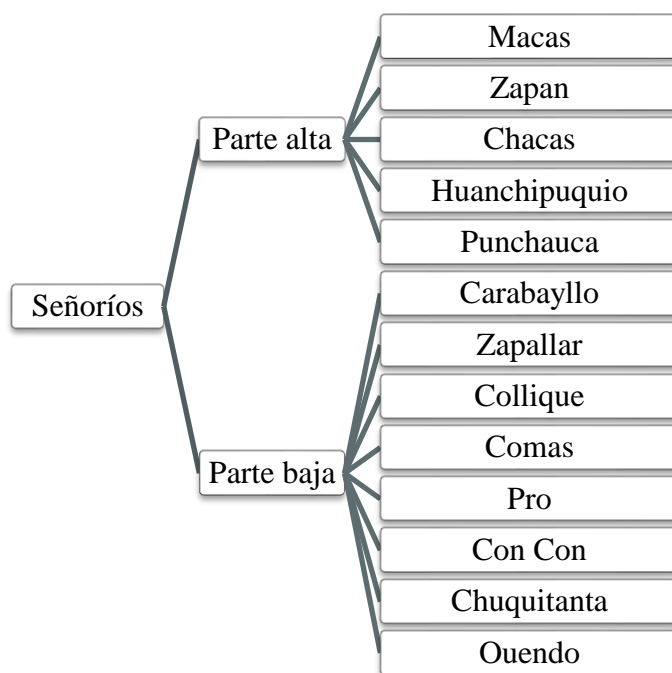 Señoríos
Parte alta
Macas
Zapan
Chacas
Huanchipuquio
Punchauca
Parte baja
Carabayllo
Zapallar
Collique
Comas
Pro
Con Con
Chuquitanta
Ouendo